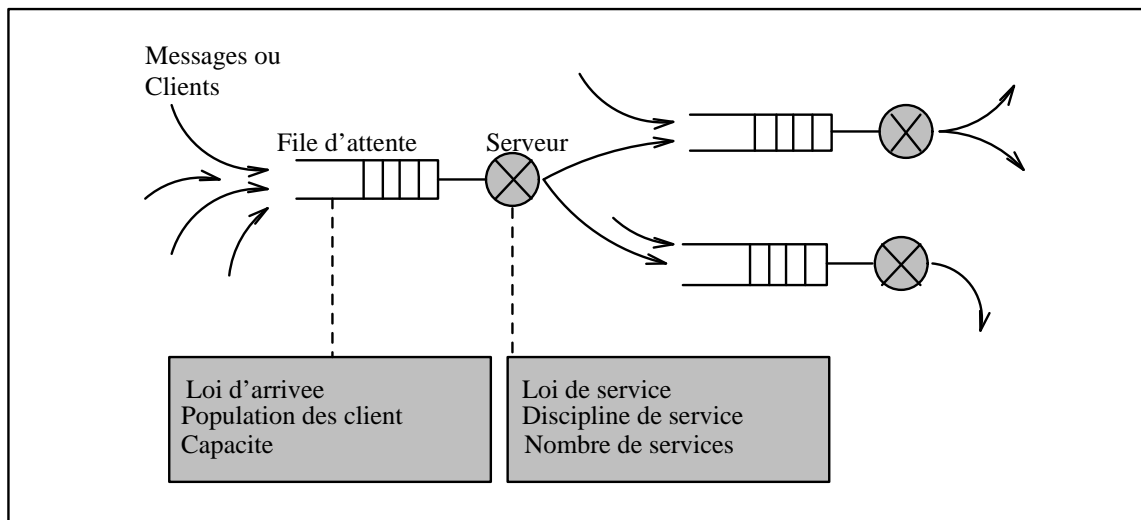 Messages ou
Clients
File d'attente
Serveur
Loi d'arrivee
Population des client
Capacite
Loi de service
Discipline de service
Nombre de services